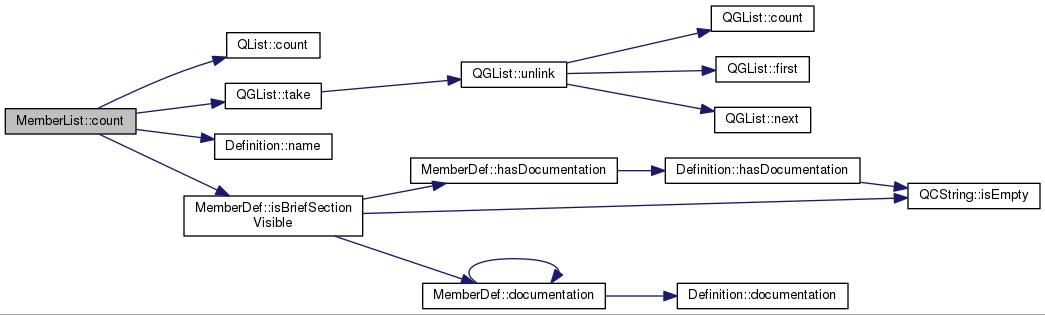 MemberList::count
QList::count
QGList::take
Definition::name
MemberDef::isBriefSection
Visible
QGList::unlink
QGList::count
QGList::first
QGList::next
MemberDef::hasDocumentation
Definition::hasDocumentation
QCString::isEmpty
MemberDef::documentation
Definition::documentation